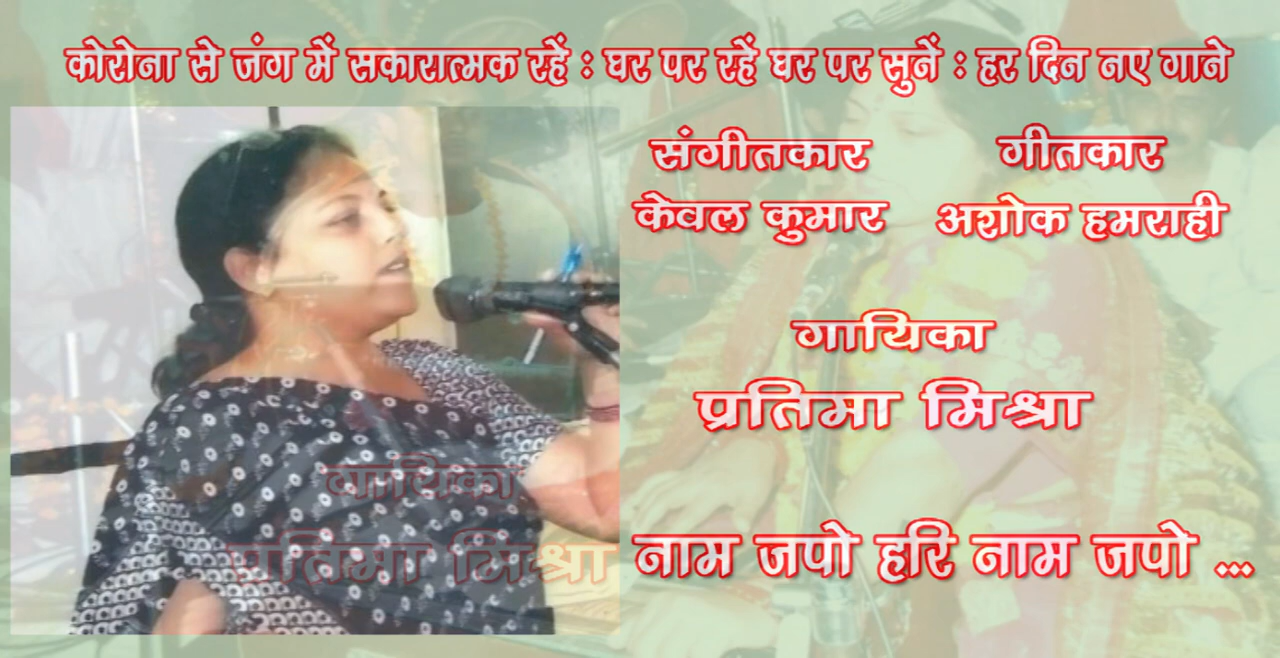 कोरोना से जंग में सकारात्मक रहें : घर पर रहें घर पर सुनें : हर दिन नए गाने
संगीतकार
केवल कुमार
गीतकार
अशोक हमराही
गायिका
प्रतिमा मिश्रा
गायिका
प्रतिमा मिश्रा
नाम जपो हरि नाम जपो ...